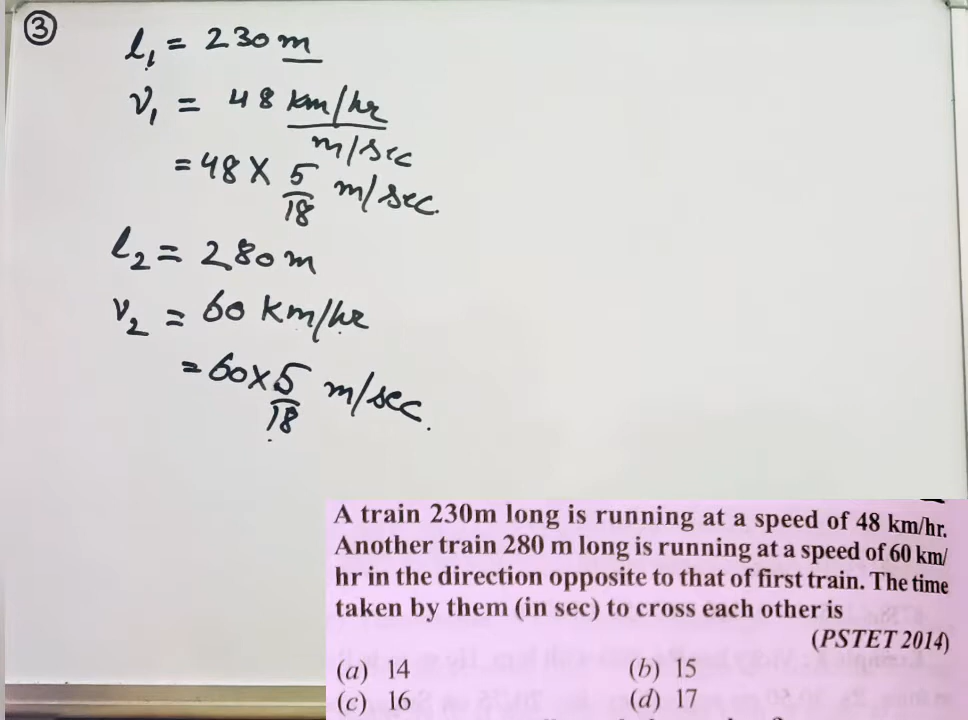 ③
l₁ = 230 m
V₁ = 48 km/hr
m/sec
= 48 × 5/18 m/sec.
l₂ = 280 m
V₂ = 60 km/hr
= 60 × 5/18 m/sec.
A train 230m long is running at a speed of 48 km/hr.
Another train 280 m long is running at a speed of 60 km/
hr in the direction opposite to that of first train. The time
taken by them (in sec) to cross each other is
(PSTET 2014)
(a) 14 (b) 15
(c) 16 (d) 17